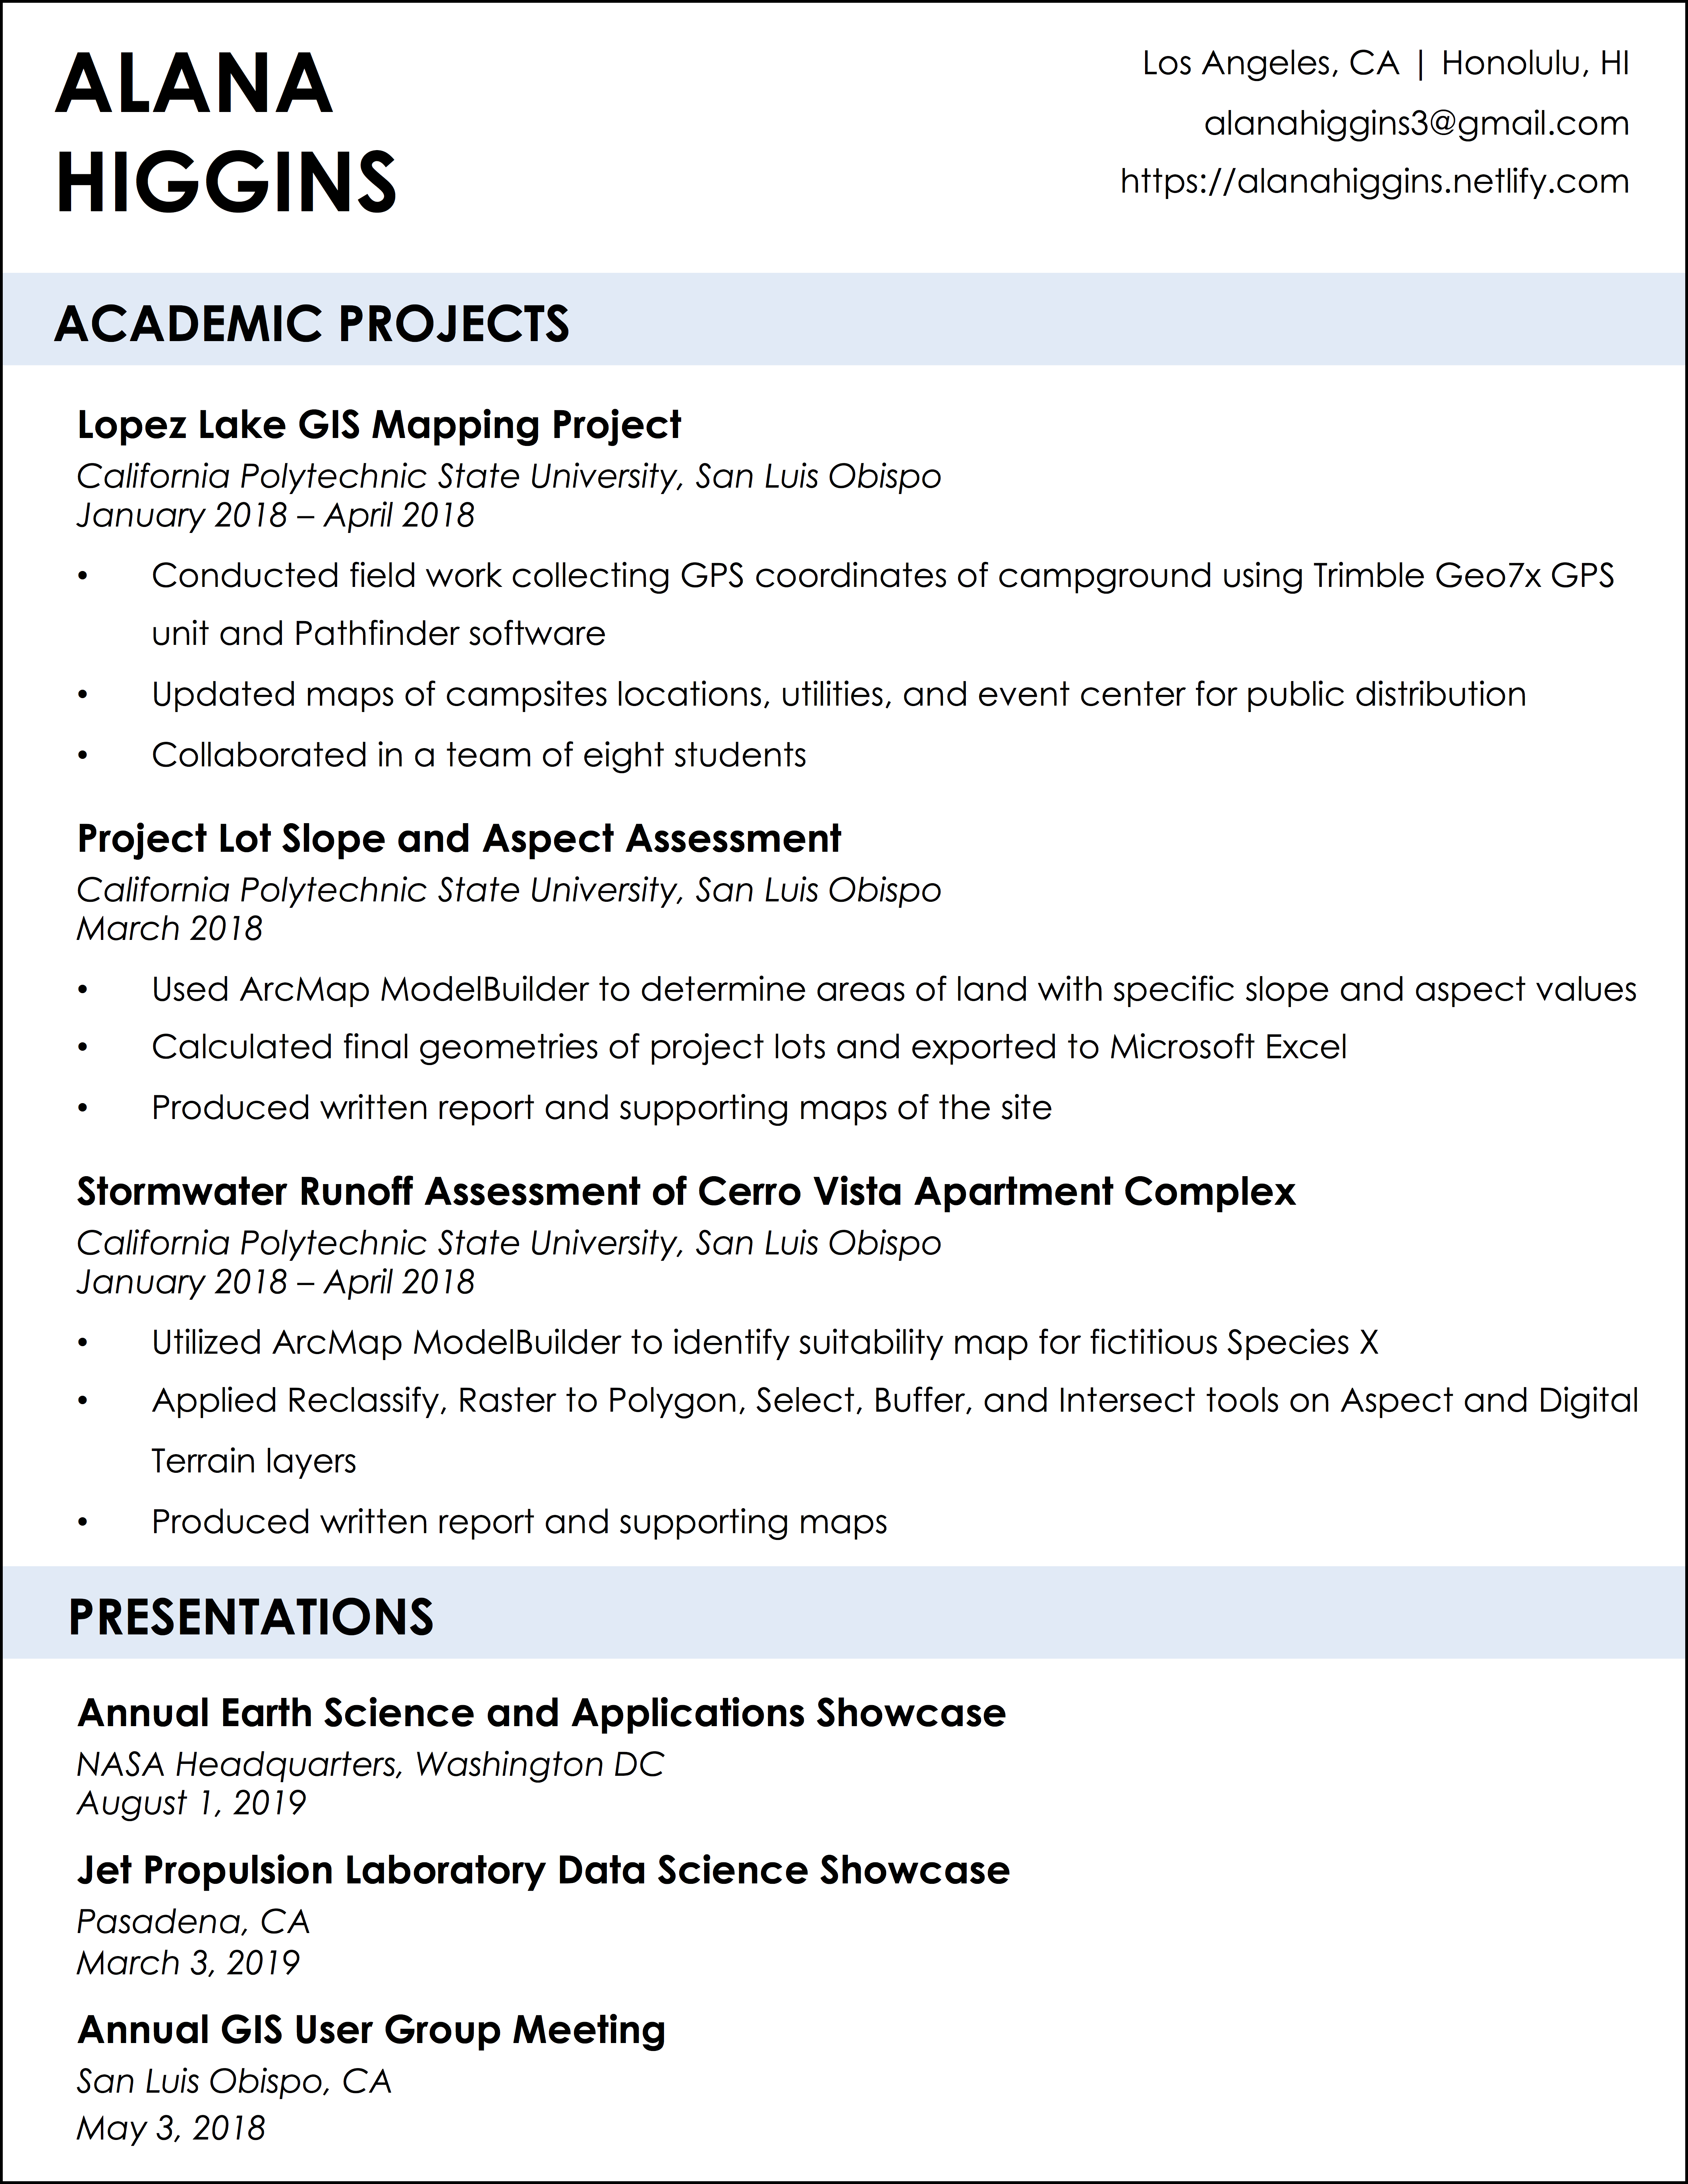 ALANA
HIGGINS
Los Angeles, CA | Honolulu, HI
alanahiggins3@gmail.com
https://alanahiggins.netlify.com
ACADEMIC PROJECTS
Lopez Lake GIS Mapping Project
California Polytechnic State University, San Luis Obispo
January 2018 – April 2018
• Conducted field work collecting GPS coordinates of campground using Trimble Geo7x GPS
unit and Pathfinder software
• Updated maps of campsites locations, utilities, and event center for public distribution
• Collaborated in a team of eight students
Project Lot Slope and Aspect Assessment
California Polytechnic State University, San Luis Obispo
March 2018
• Used ArcMap ModelBuilder to determine areas of land with specific slope and aspect values
• Calculated final geometries of project lots and exported to Microsoft Excel
• Produced written report and supporting maps of the site
Stormwater Runoff Assessment of Cerro Vista Apartment Complex
California Polytechnic State University, San Luis Obispo
January 2018 – April 2018
• Utilized ArcMap ModelBuilder to identify suitability map for fictitious Species X
• Applied Reclassify, Raster to Polygon, Select, Buffer, and Intersect tools on Aspect and Digital
Terrain layers
• Produced written report and supporting maps
PRESENTATIONS
Annual Earth Science and Applications Showcase
NASA Headquarters, Washington DC
August 1, 2019
Jet Propulsion Laboratory Data Science Showcase
Pasadena, CA
March 3, 2019
Annual GIS User Group Meeting
San Luis Obispo, CA
May 3, 2018